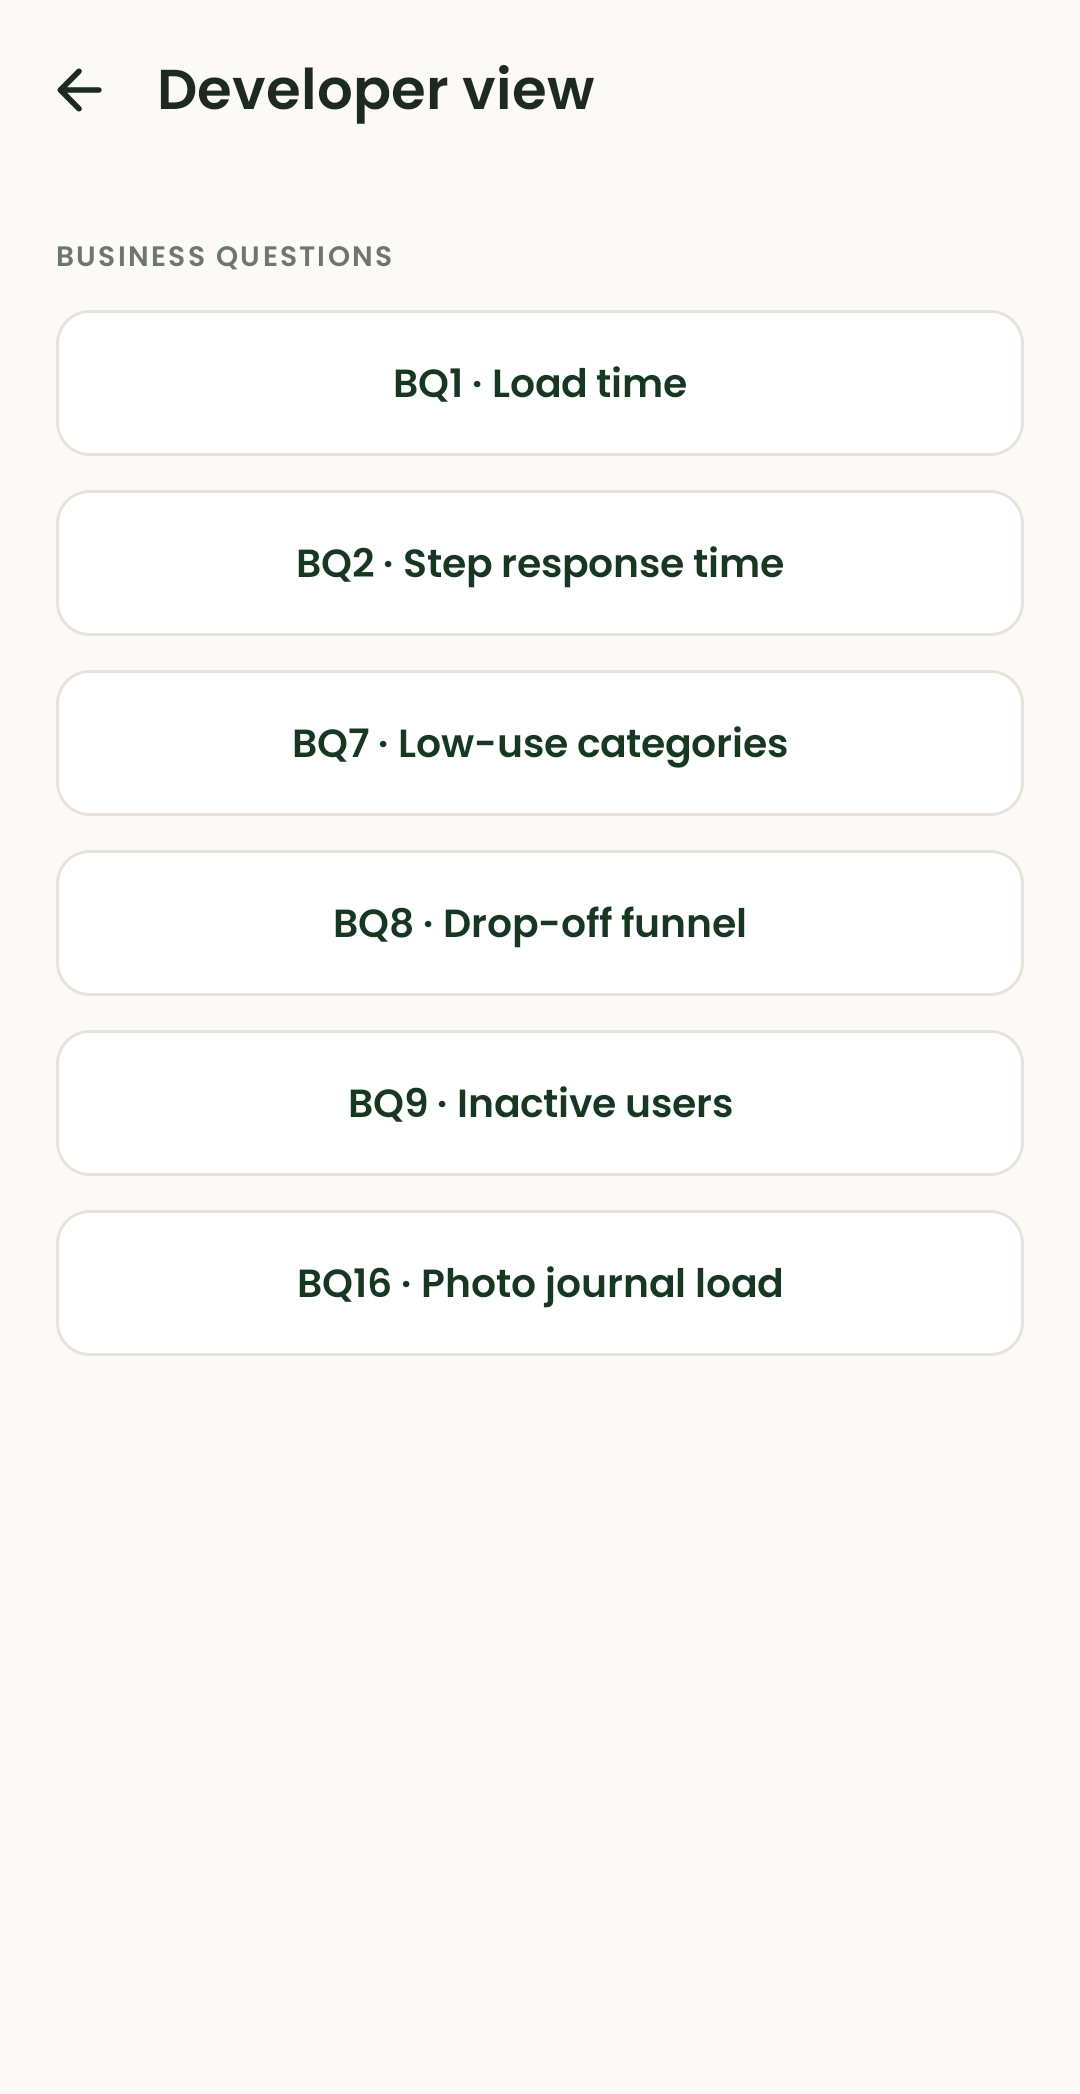 Developer view
BUSINESS QUESTIONS
BQ1 · Load time
BQ2 · Step response time
BQ7 · Low-use categories
BQ8 · Drop-off funnel
BQ9 · Inactive users
BQ16 · Photo journal load